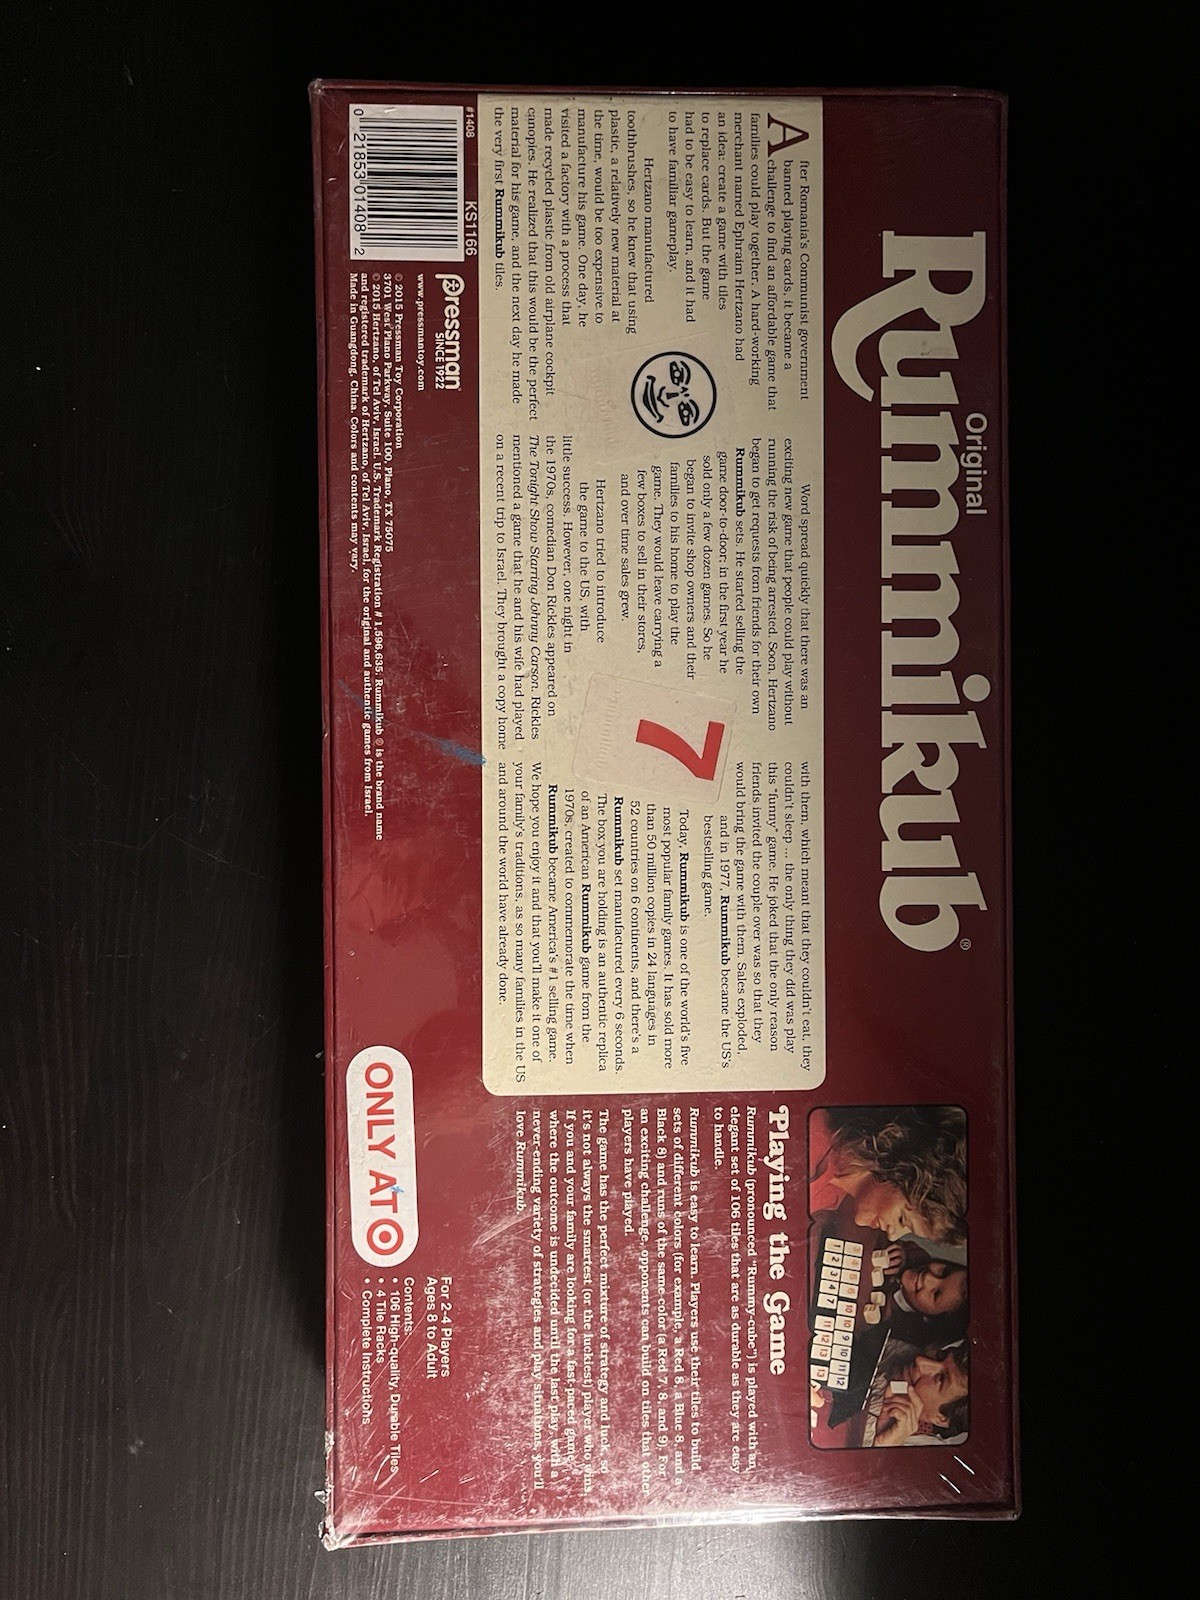 Original
Rummikub®
After Romania's Communist government
banned playing cards, it became a
challenge to find an affordable game that
families could play together. A hard-working
merchant named Ephraim Hertzano had
an idea: create a game with tiles
to replace cards. But the game
had to be easy to learn, and it had
to have familiar gameplay.
Hertzano manufactured
toothbrushes, so he knew that using
plastic, a relatively new material at
the time, would be too expensive to
manufacture his game. One day, he
visited a factory with a process that
made recycled plastic from old airplane cockpit
canopies. He realized that this would be the perfect
material for his game, and the next day he made
the very first Rummikub tiles.
Word spread quickly that there was an
exciting new game that people could play without
running the risk of being arrested. Soon, Hertzano
began to get requests from friends for their own
Rummikub sets. He started selling the
game door-to-door; in the first year he
sold only a few dozen games. So he
began to invite shop owners and their
families to his home to play the
game. They would leave carrying a
few boxes to sell in their stores,
and over time sales grew.
Hertzano tried to introduce
the game to the US, with
little success. However, one night in
the 1970s, comedian Don Rickles appeared on
The Tonight Show Starring Johnny Carson. Rickles
mentioned a game that he and his wife had played
on a recent trip to Israel. They brought a copy home
7
with them, which meant that they couldn't eat, they
couldn't sleep ... the only thing they did was play
this "funny" game. He joked that the only reason
friends invited the couple over was so that they
would bring the game with them. Sales exploded,
and in 1977, Rummikub became the US's
bestselling game.
Today, Rummikub is one of the world's five
most popular family games. It has sold more
than 50 million copies in 24 languages in
52 countries on 6 continents, and there's a
Rummikub set manufactured every 6 seconds.
The box you are holding is an authentic replica
of an American Rummikub game from the
1970s, created to commemorate the time when
Rummikub became America's #1 selling game.
We hope you enjoy it and that you'll make it one of
your family's traditions, as so many families in the US
and around the world have already done.
Playing the Game
Rummikub (pronounced "Rummy-cube") is played with an
elegant set of 106 tiles that are as durable as they are easy
to handle.
Rummikub is easy to learn. Players use their tiles to build
sets of different colors (for example, a Red 8, a Blue 8, and a
Black 8) and runs of the same color (a Red 7, 8, and 9). For
an exciting challenge, opponents can build on tiles that other
players have played.
The game has the perfect mixture of strategy and luck, so
it's not always the smartest (or the luckiest) player who wins.
If you and your family are looking for a fast-paced game
where the outcome is undecided until the last play, with a
never-ending variety of strategies and play situations, you'll
love Rummikub.
#1408
KS1166
0 21853 01408 2
Pressman
SINCE 1922
www.pressmantoy.com
© 2015 Pressman Toy Corporation
3701 West Plano Parkway, Suite 100, Plano, TX 75075
© 2015 Hertzano, of Tel Aviv, Israel. U.S. Trademark Registration # 1,596,635. Rummikub ® is the brand name
and registered trademark of Hertzano, of Tel Aviv, Israel, for the original and authentic games from Israel.
Made in Guangdong, China. Colors and contents may vary.
ONLY AT
For 2-4 Players
Ages 8 to Adult
Contents:
• 106 High-quality, Durable Tiles
• 4 Tile Racks
• Complete Instructions